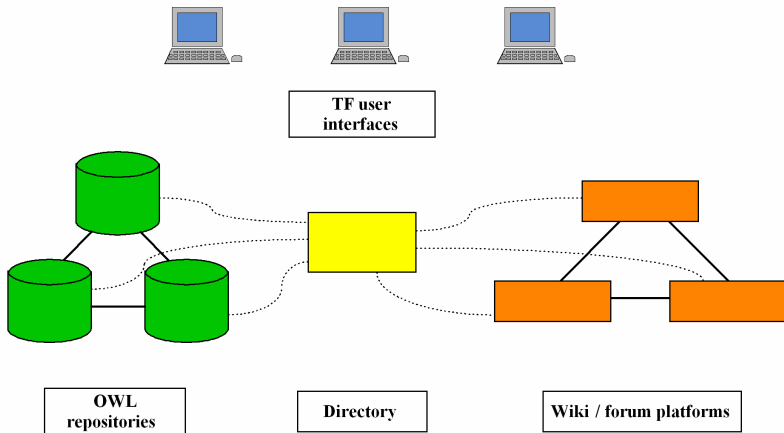 TF user
interfaces
OWL
repositories
Directory
Wiki / forum platforms